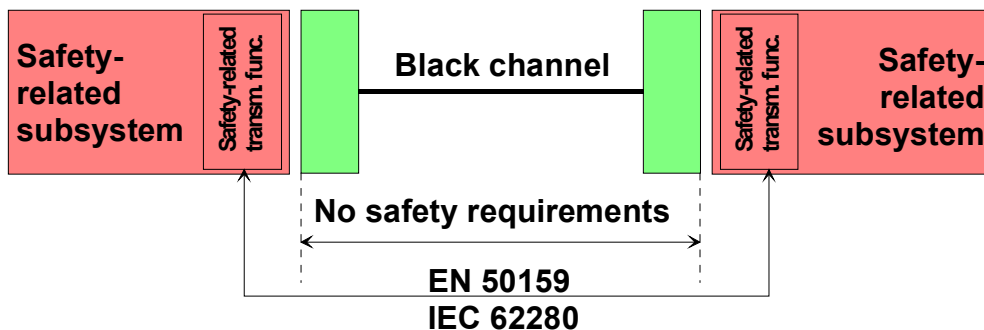 Safety-
related
subsystem
Safety-related
transm. func.
Black channel
Safety-related
transm. func.
Safety-
related
subsystem
No safety requirements
EN 50159
IEC 62280